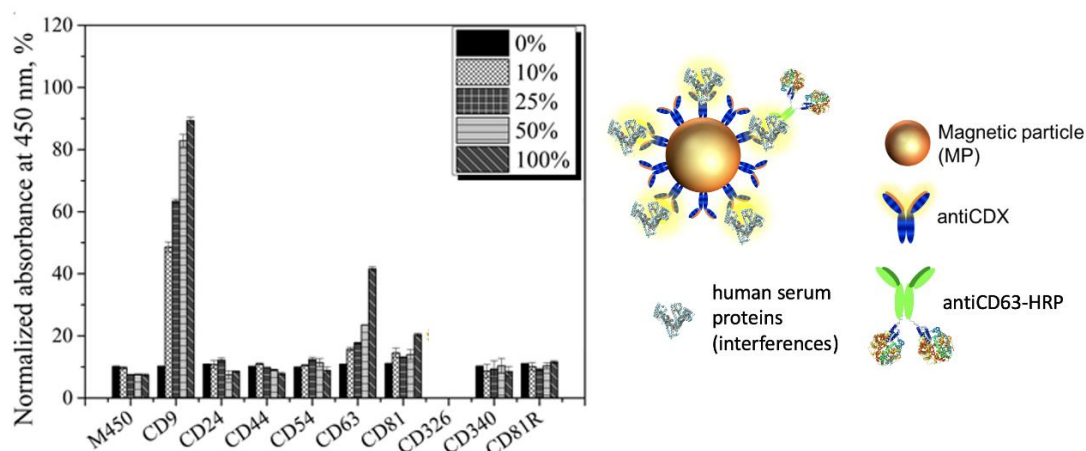 Normalized absorbance at 450 nm, %
120
100
80
60
40
20
0
0%
10%
25%
50%
100%
M450
CD9
CD24
CD44
CD54
CD63
CD81
CD326
CD340
CD81R
Magnetic particle
(MP)
antiCDX
human serum
proteins
(interferences)
antiCD63-HRP